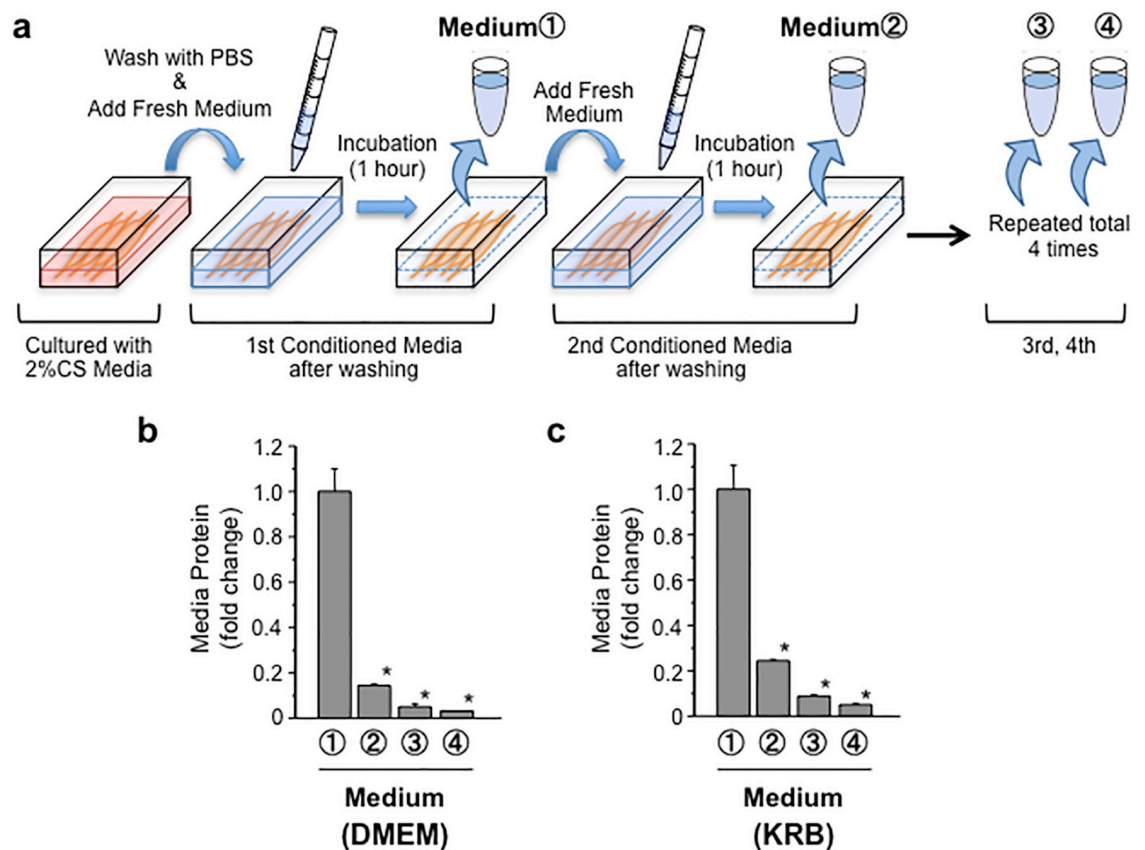 a
Wash with PBS
&
Add Fresh Medium
Incubation
(1 hour)
Medium①
Add Fresh
Medium
Incubation
(1 hour)
Medium②
③ ④
Repeated total
4 times
Cultured with
2%CS Media
1st Conditioned Media
after washing
2nd Conditioned Media
after washing
3rd, 4th
b
Media Protein
(fold change)
1.2
1.0
0.8
0.6
0.4
0.2
0
* * *
① ② ③ ④
Medium
(DMEM)
c
Media Protein
(fold change)
1.2
1.0
0.8
0.6
0.4
0.2
0
* * *
① ② ③ ④
Medium
(KRB)